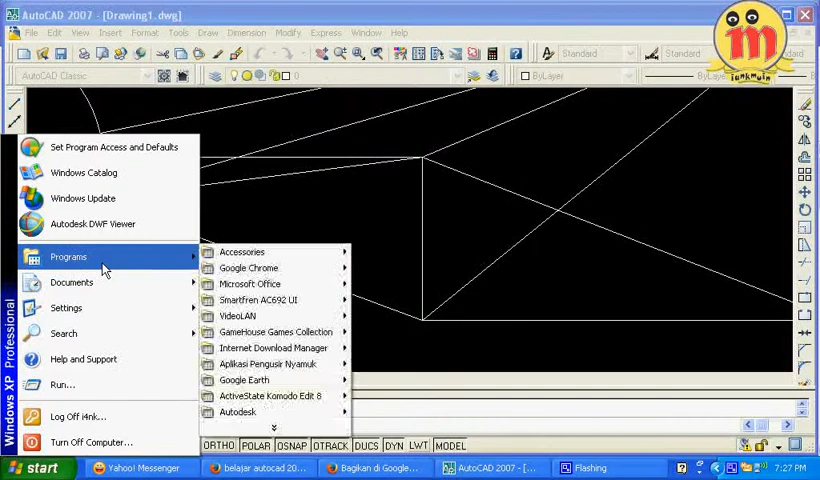 AutoCAD 2007 - [Drawing1.dwg]
File Edit View Insert Format Tools Draw Dimension Modify Express Window Help
Standard
Standard
AutoCAD Classic
0
ByLayer
ByLayer
m
iankmuin
Set Program Access and Defaults
Windows Catalog
Windows Update
Autodesk DWF Viewer
Programs
Documents
Settings
Search
Help and Support
Run...
Log Off i4nk...
Turn Off Computer...
Windows XP Professional
Accessories
Google Chrome
Microsoft Office
Smartfren AC692 UI
VideoLAN
GameHouse Games Collection
Internet Download Manager
Aplikasi Pengusir Nyamuk
Google Earth
ActiveState Komodo Edit 8
Autodesk
ORTHO POLAR OSNAP OTRACK DUCS DYN LWT MODEL
start
Yahoo! Messenger
belajar autocad 20...
Bagikan di Google...
AutoCAD 2007 - [...
Flashing
7:27 PM